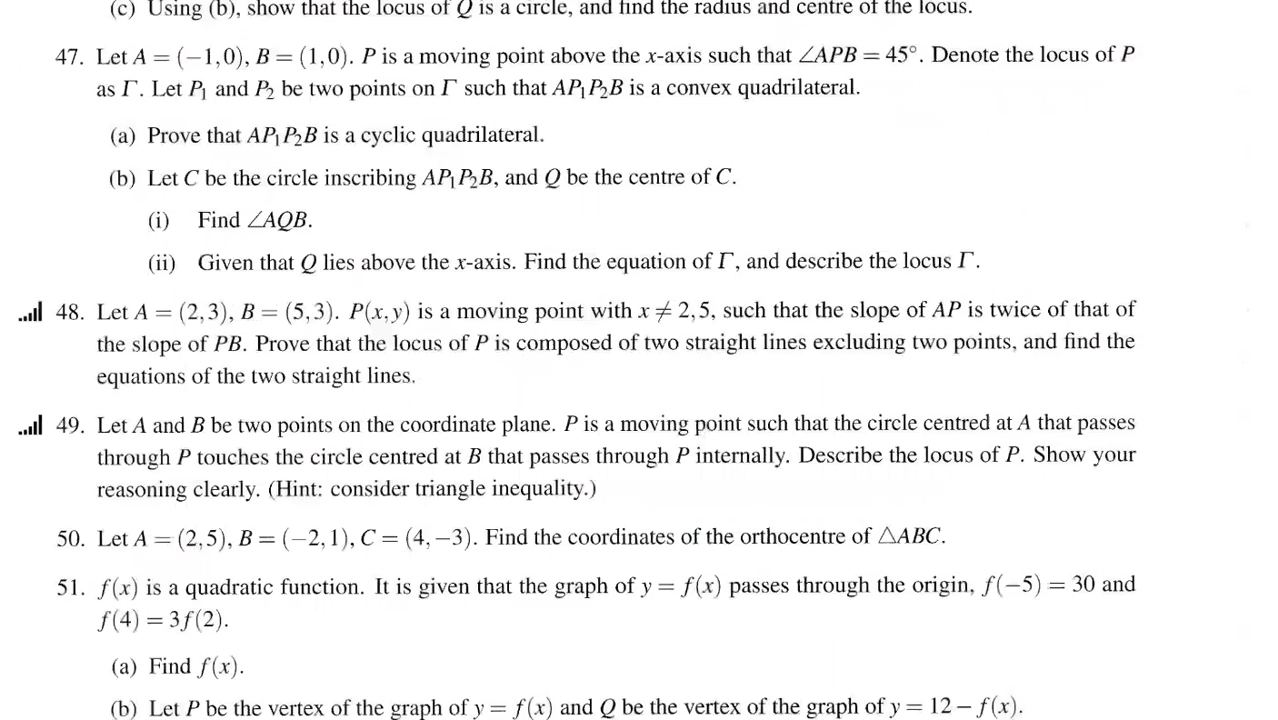 (c) Using (b), show that the locus of Q is a circle, and find the radius and centre of the locus.
47. Let A = (−1,0), B = (1,0). P is a moving point above the x-axis such that ∠APB = 45°. Denote the locus of P
as Γ. Let P₁ and P₂ be two points on Γ such that AP₁P₂B is a convex quadrilateral.
(a) Prove that AP₁P₂B is a cyclic quadrilateral.
(b) Let C be the circle inscribing AP₁P₂B, and Q be the centre of C.
(i) Find ∠AQB.
(ii) Given that Q lies above the x-axis. Find the equation of Γ, and describe the locus Γ.
48. Let A = (2,3), B = (5,3). P(x,y) is a moving point with x ≠ 2,5, such that the slope of AP is twice of that of
the slope of PB. Prove that the locus of P is composed of two straight lines excluding two points, and find the
equations of the two straight lines.
49. Let A and B be two points on the coordinate plane. P is a moving point such that the circle centred at A that passes
through P touches the circle centred at B that passes through P internally. Describe the locus of P. Show your
reasoning clearly. (Hint: consider triangle inequality.)
50. Let A = (2,5), B = (−2,1), C = (4,−3). Find the coordinates of the orthocentre of △ABC.
51. f(x) is a quadratic function. It is given that the graph of y = f(x) passes through the origin, f(−5) = 30 and
f(4) = 3f(2).
(a) Find f(x).
(b) Let P be the vertex of the graph of y = f(x) and Q be the vertex of the graph of y = 12 − f(x).